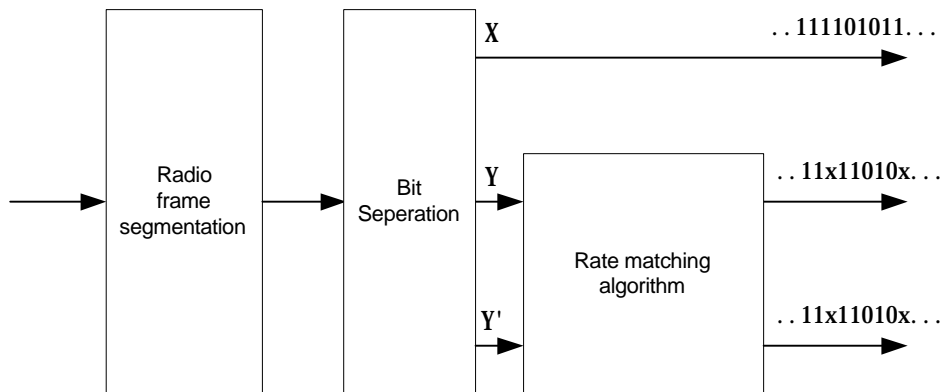 X
. . 111101011. . .
Radio
frame
segmentation
Bit
Seperation
Y
. . 11x11010x. . .
Rate matching
algorithm
Y'
. . 11x11010x. . .